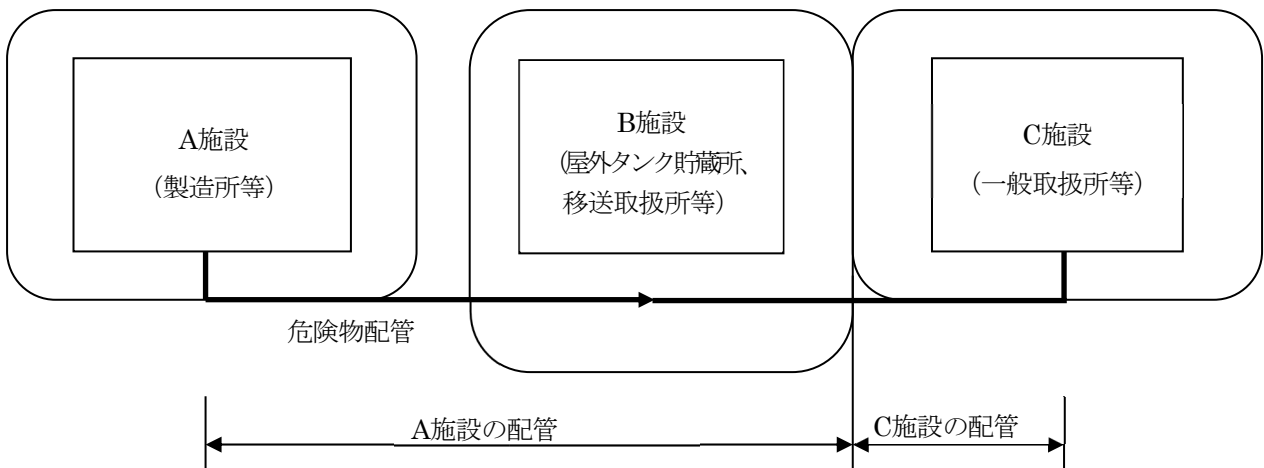 A施設
(製造所等)
B施設
(屋外タンク貯蔵所、
移送取扱所等)
C施設
(一般取扱所等)
危険物配管
A施設の配管
C施設の配管